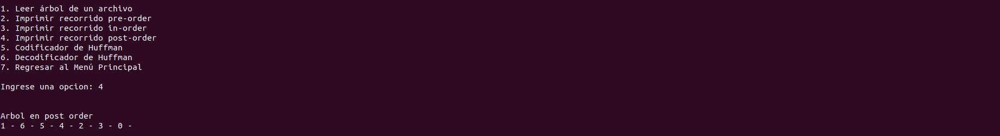 1. Leer árbol de un archivo
2. Imprimir recorrido pre-order
3. Imprimir recorrido in-order
4. Imprimir recorrido post-order
5. Codificador de Huffman
6. Decodificador de Huffman
7. Regresar al Menú Principal
Ingrese una opcion: 4
Arbol en post order
1 - 6 - 5 - 4 - 2 - 3 - 0 -